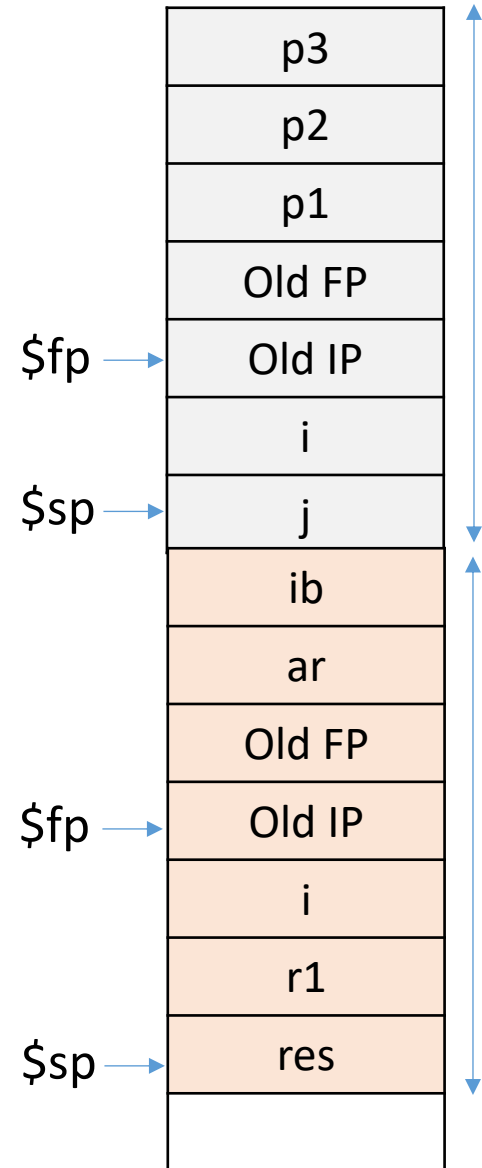 p3
p2
p1
Old FP
$fp Old IP
i
$sp j
ib
ar
Old FP
$fp Old IP
i
r1
$sp res